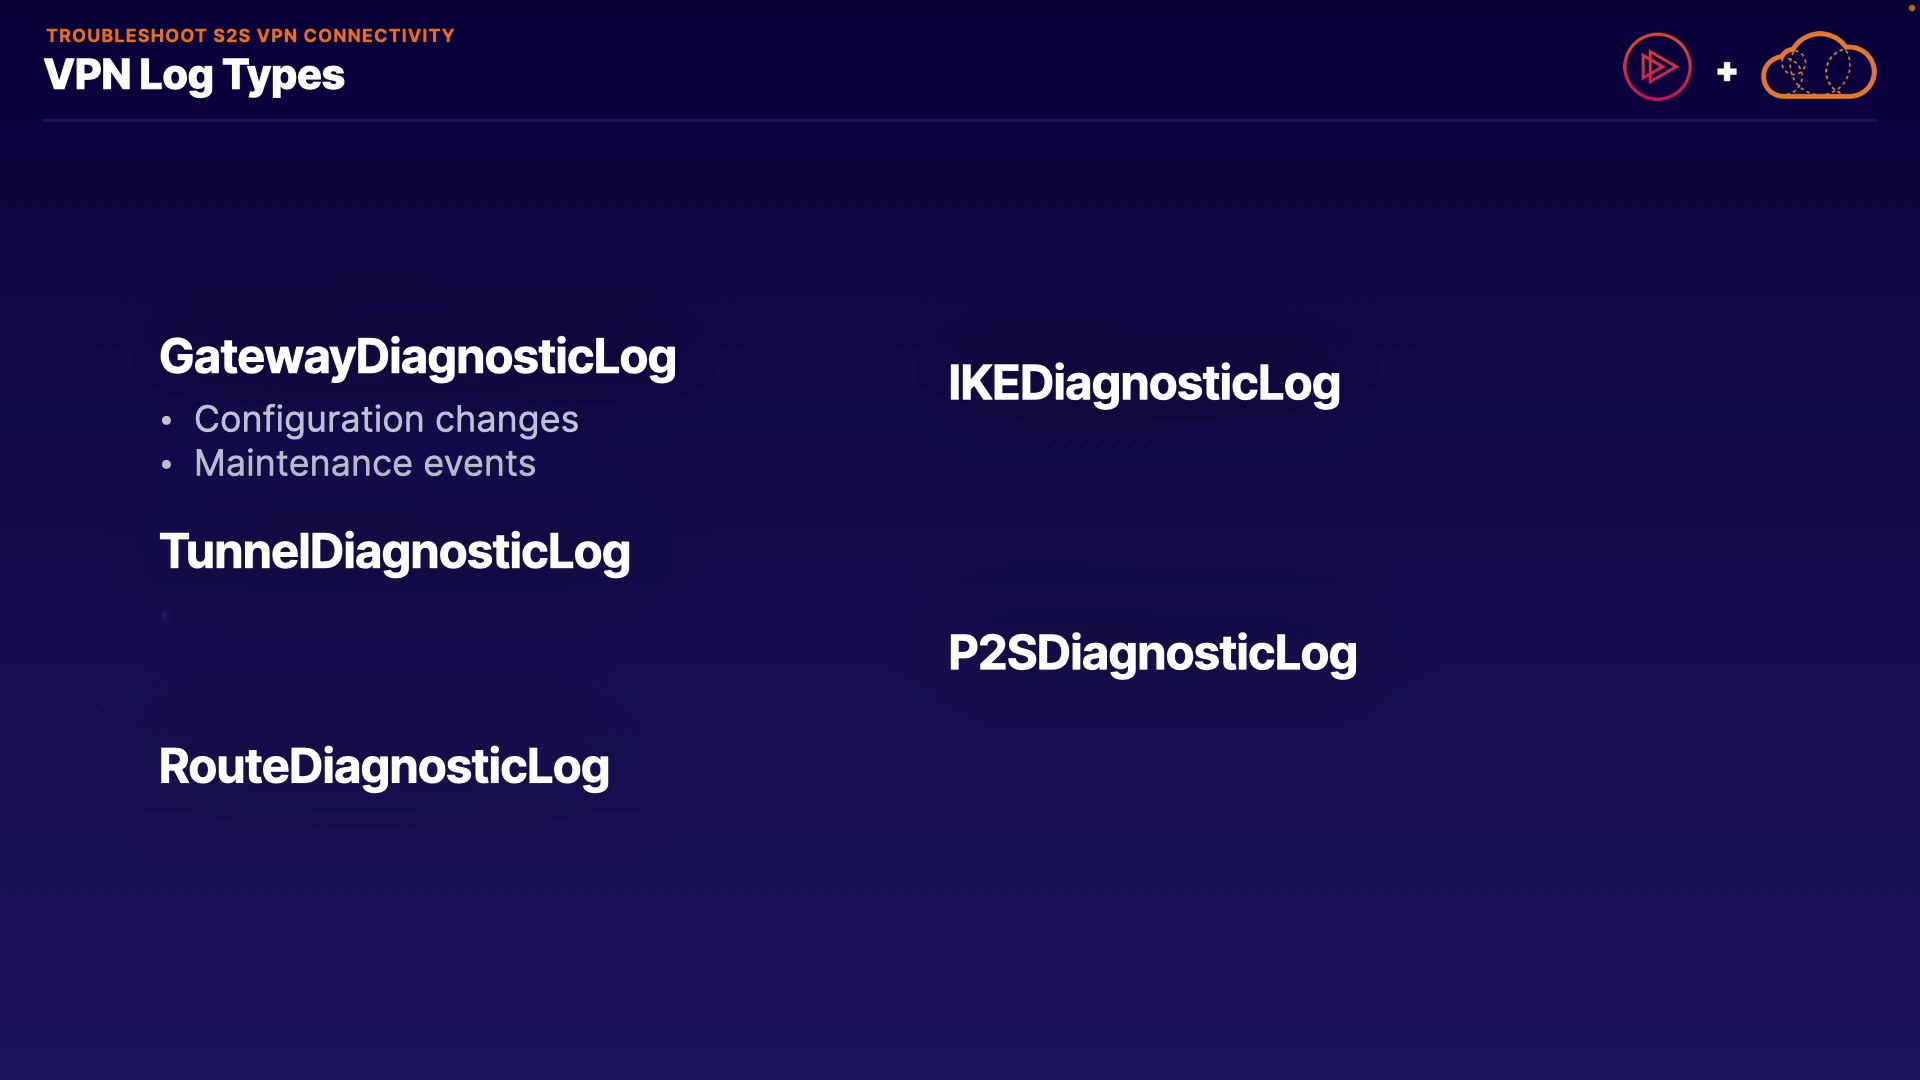 TROUBLESHOOT S2S VPN CONNECTIVITY
VPN Log Types
GatewayDiagnosticLog
• Configuration changes
• Maintenance events
TunnelDiagnosticLog
RouteDiagnosticLog
IKEDiagnosticLog
P2SDiagnosticLog